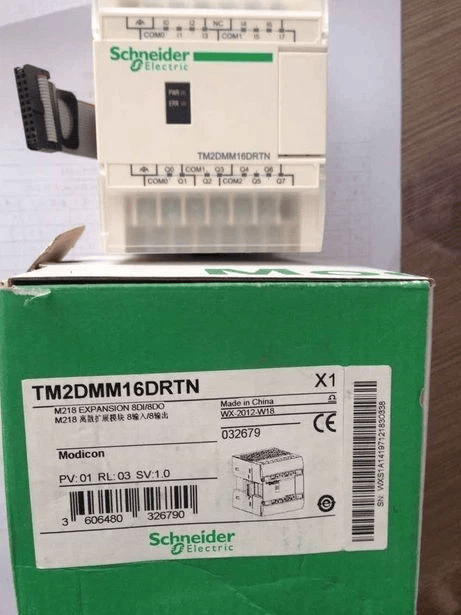 I0 I2 NC I4 I6
COM0 I1 I3 COM1 I5 I7
Schneider
Electric
PWR
ERR
TM2DMM16DRTN
Q0 COM1 Q3 Q4 Q6
COM0 Q1 Q2 COM2 Q5 Q7
TM2DMM16DRTN
X1
M218 EXPANSION 8DI/8DO
M218 离散扩展模块 8输入/8输出
Made in China
WX-2012-W18
032679
CE
Modicon
PV:01 RL:03 SV:1.0
3 606480 326790
Schneider
Electric